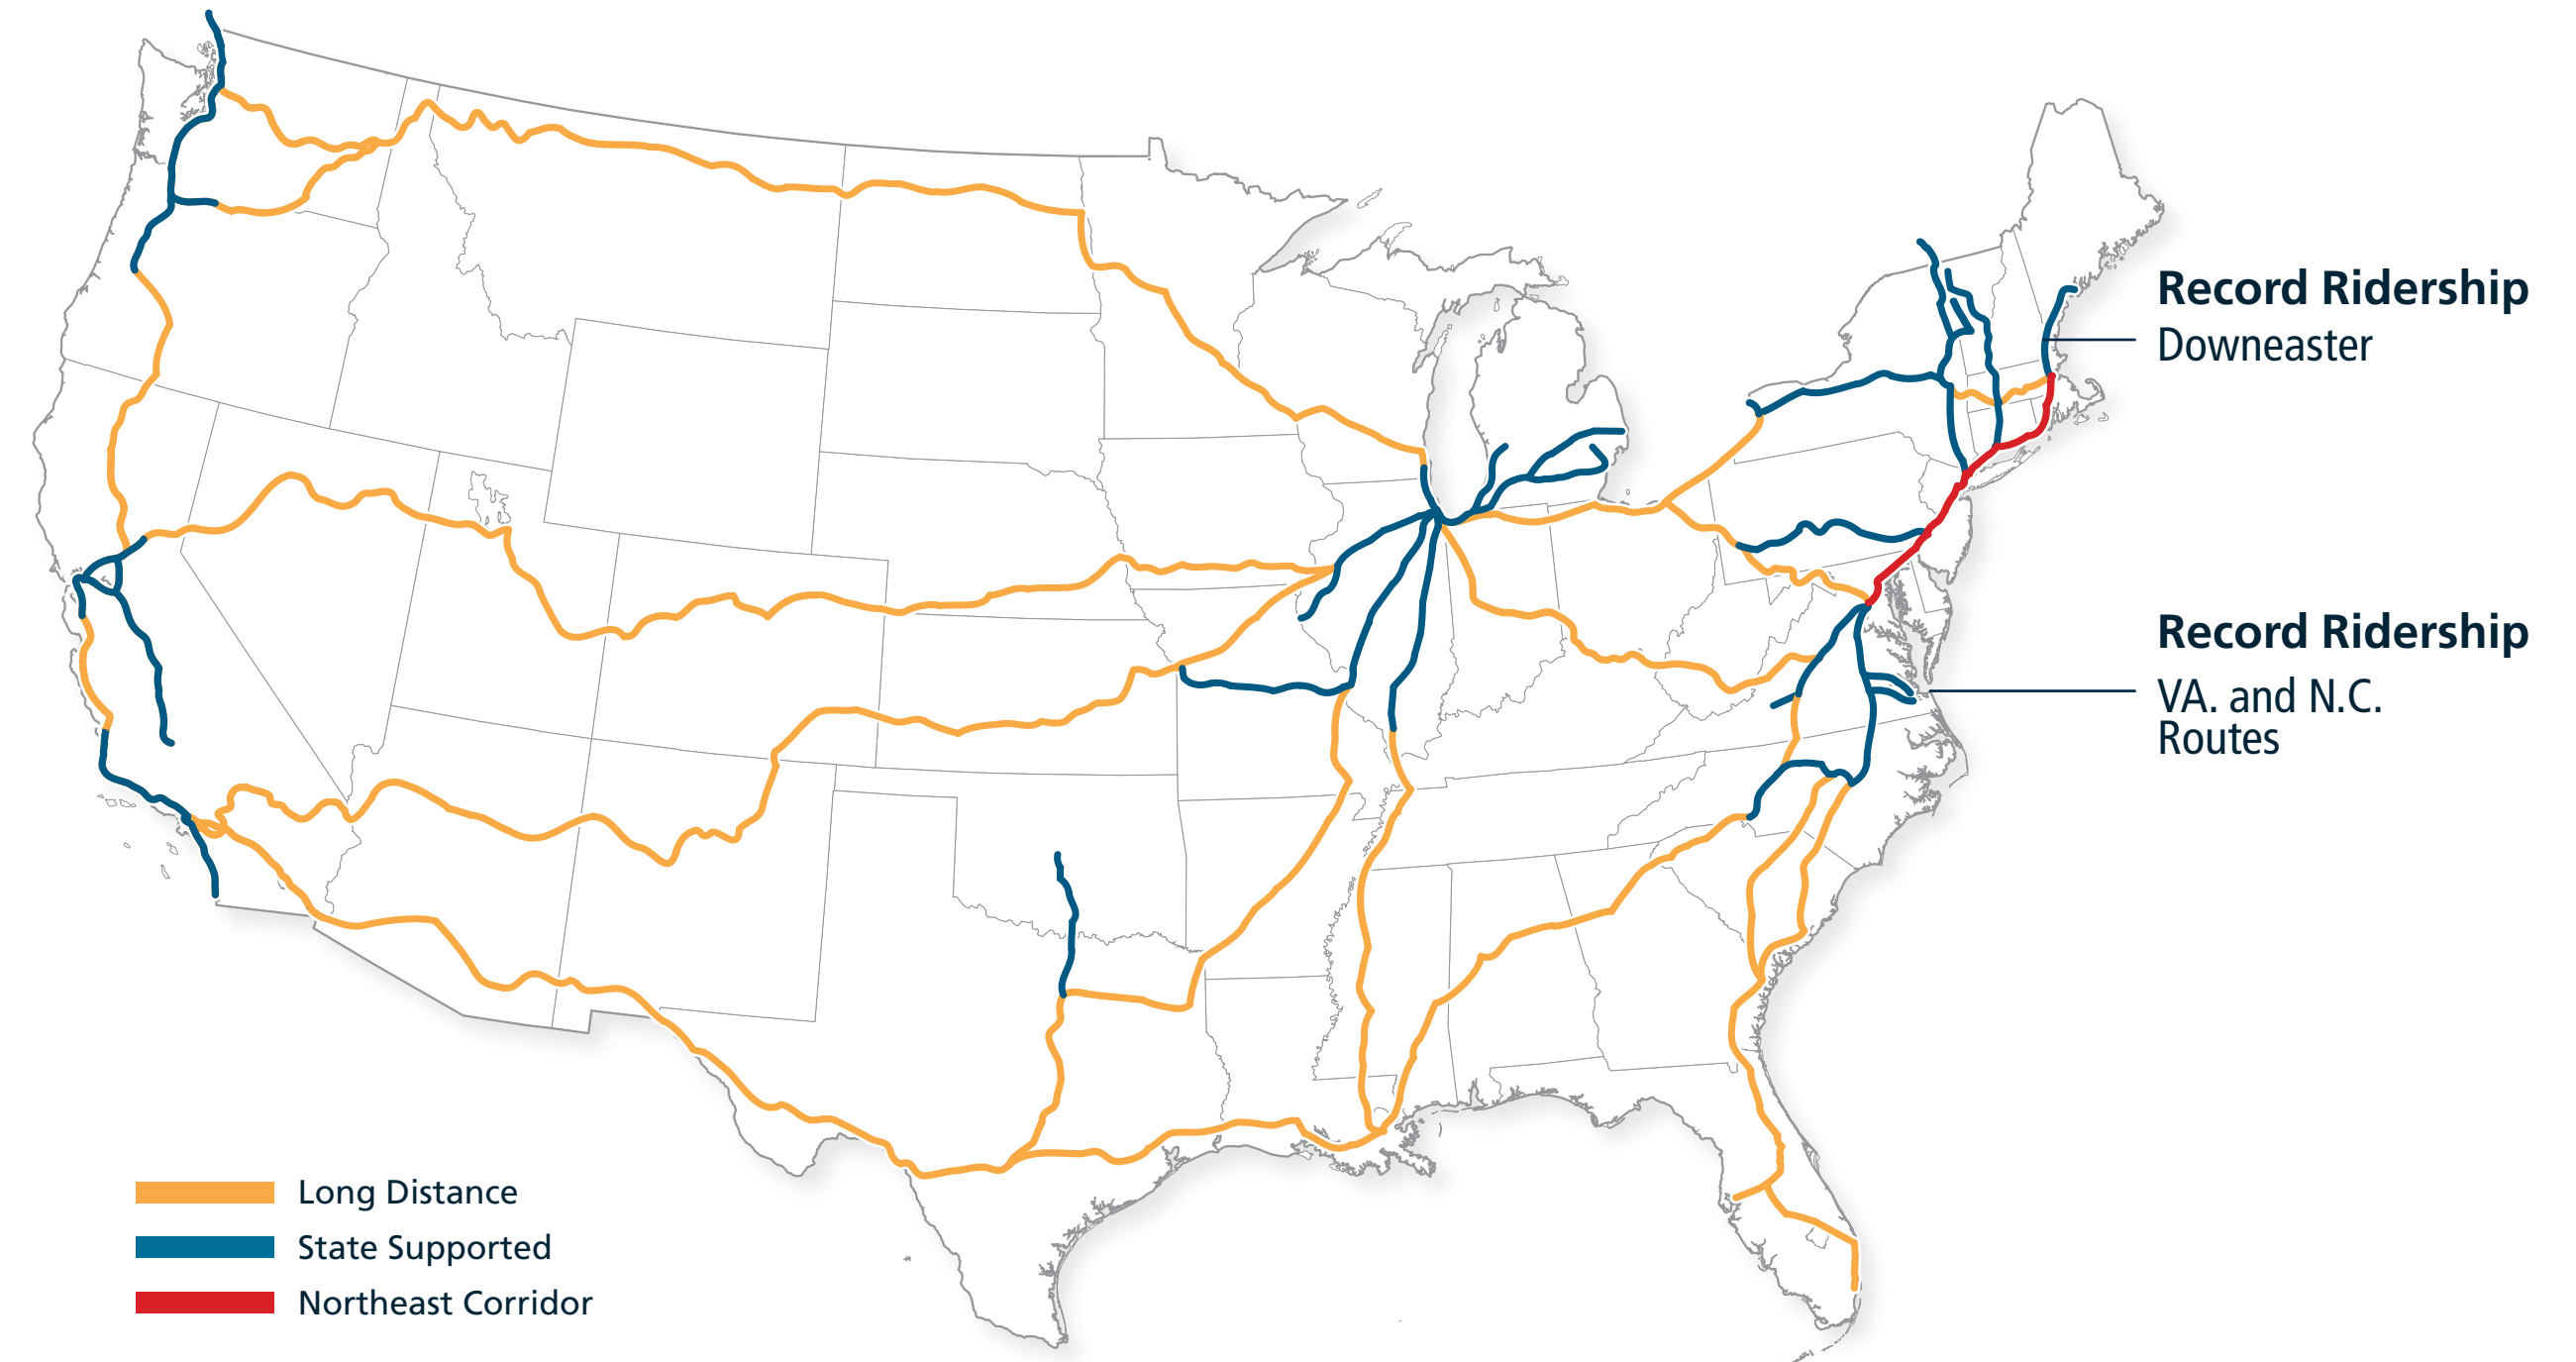 Record Ridership
Downeaster
Record Ridership
VA. and N.C.
Routes
Long Distance
State Supported
Northeast Corridor